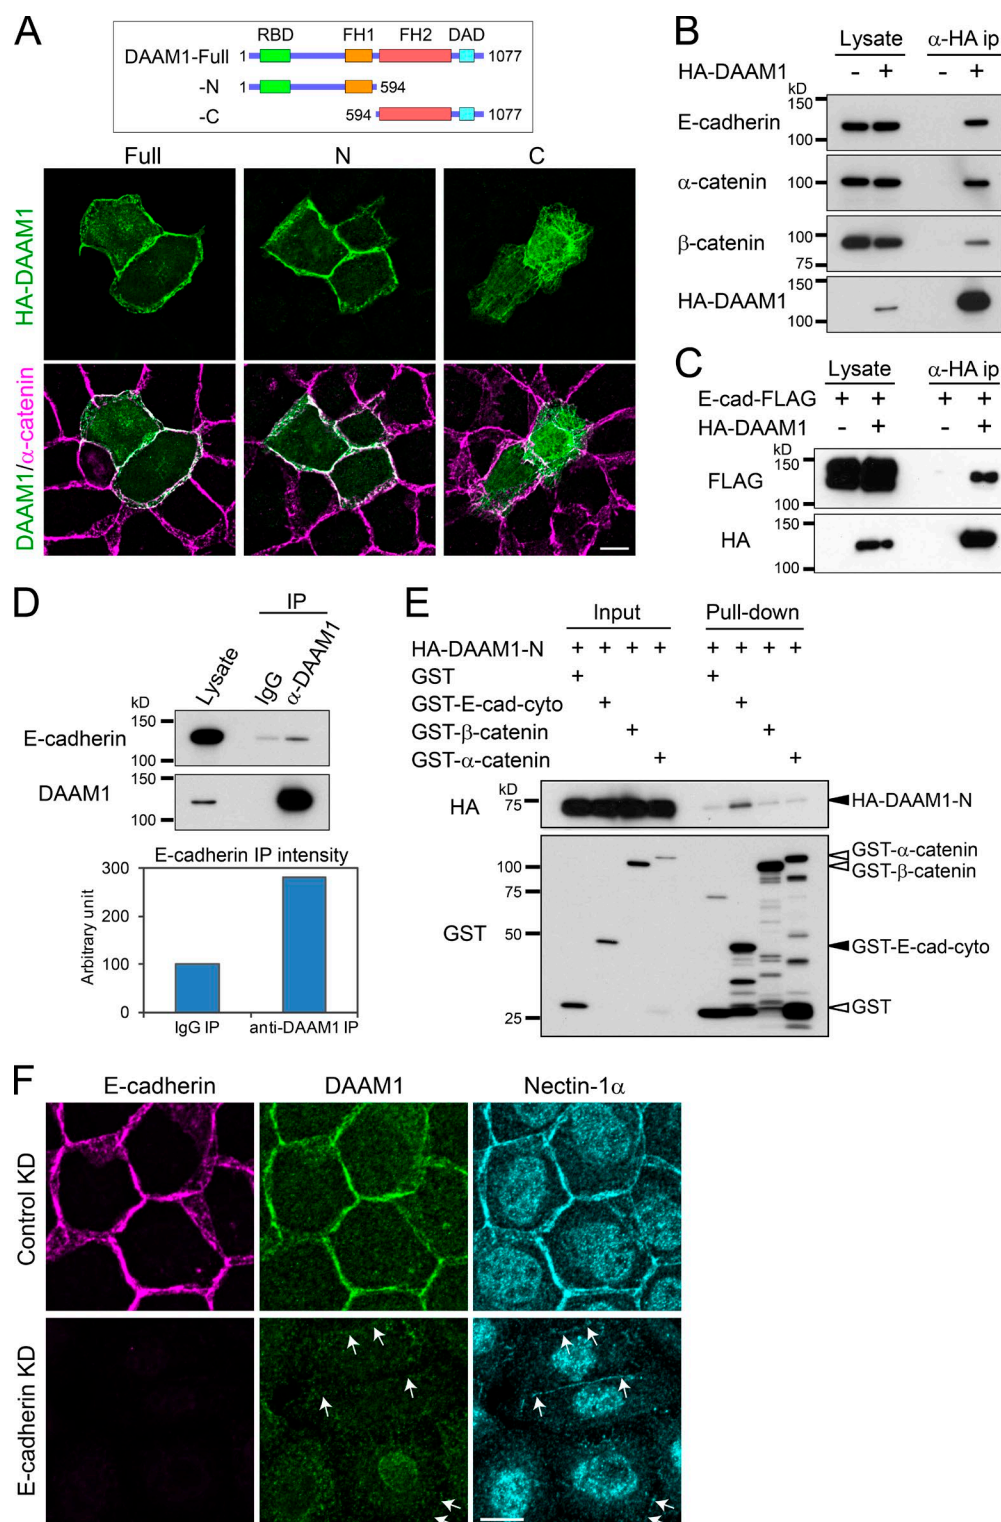 A
RBD FH1 FH2 DAD
DAAM1-Full 1 1077
-N 1 594
-C 594 1077
Full N C
HA-DAAM1
DAAM1/α-catenin
B
Lysate α-HA ip
HA-DAAM1 - + - +
kD
150
E-cadherin
100
α-catenin 100
β-catenin 100
75
150
HA-DAAM1
100
C
Lysate α-HA ip
E-cad-FLAG + + + +
HA-DAAM1 - + - +
kD
150
FLAG
100
150
HA
100
D
IP
Lysate IgG α-DAAM1
kD
150
E-cadherin
100
150
DAAM1
100
E-cadherin IP intensity
300
200
100
0
Arbitrary unit
IgG IP anti-DAAM1 IP
E
Input Pull-down
HA-DAAM1-N + + + + + + + +
GST + +
GST-E-cad-cyto + +
GST-β-catenin + +
GST-α-catenin + +
kD
HA 75 HA-DAAM1-N
GST-α-catenin
100 GST-β-catenin
75
GST 50 GST-E-cad-cyto
25 GST
F
E-cadherin DAAM1 Nectin-1α
Control KD
E-cadherin KD